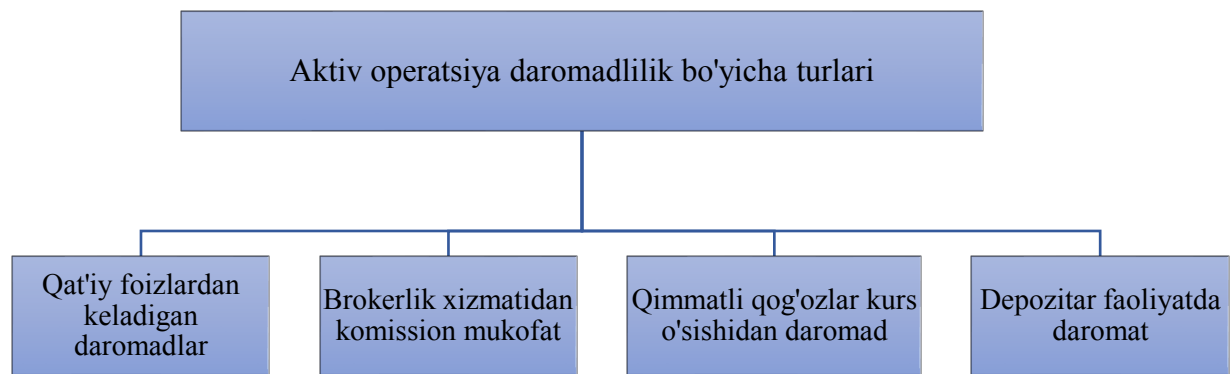 Aktiv operatsiya daromadlilik bo'yicha turlari
Qat'iy foizlardan
keladigan
daromadlar
Brokerlik xizmatidan
komission mukofat
Qimmatli qog'ozlar kurs
o'sishidan daromad
Depozitar faoliyatda
daromat